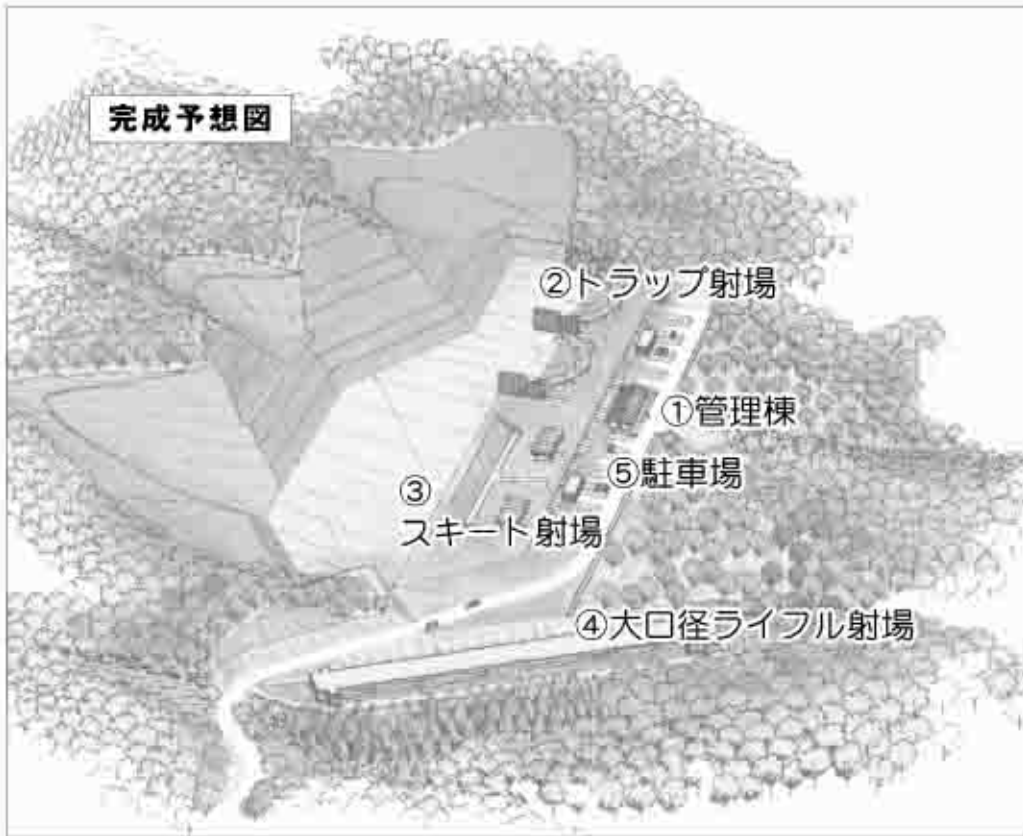 完成予想図
②トラップ射場
①管理棟
⑤駐車場
③
スキート射場
④大口径ライフル射場